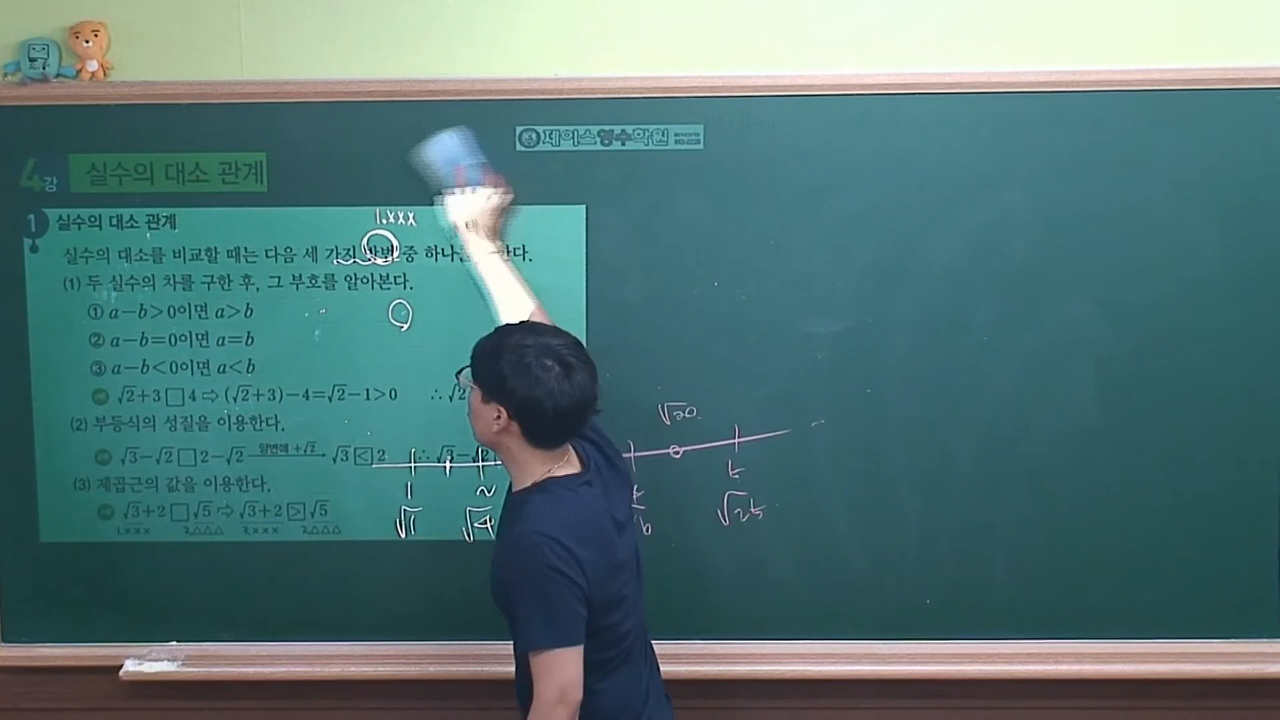 제이스영수학원
4강 실수의 대소 관계
1 실수의 대소 관계
1.xxx
실수의 대소를 비교할 때는 다음 세 가지 방법 중 하나를
(1) 두 실수의 차를 구한 후, 그 부호를 알아본다.
① a-b>0이면 a>b
② a-b=0이면 a=b
③ a-b<0이면 a<b
√2+3□4⇨(√2+3)-4=√2-1>0 ∴ √2
(2) 부등식의 성질을 이용한다.
√3-√2□2-√2 양변에 +√2 √3<2 ∴ √3-√2
(3) 제곱근의 값을 이용한다.
√3+2□√5⇨√3+2>√5
1.xxx 2.△△△ 3.xxx 2.△△△
√20
1 2 5
√1 √4 √25